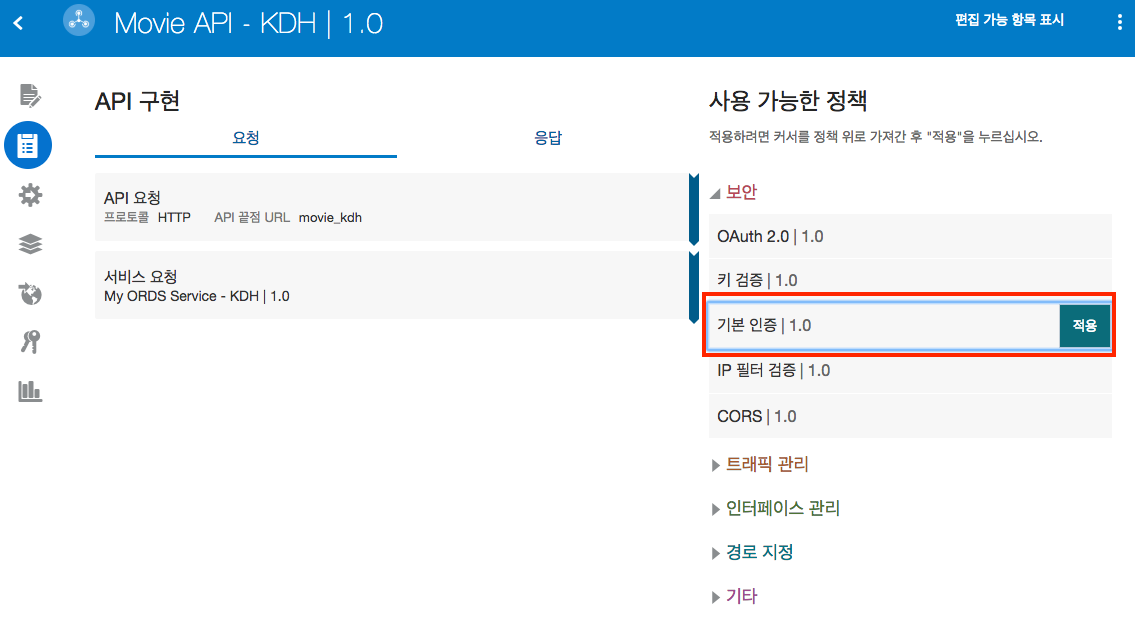 Movie API - KDH | 1.0
편집 가능 항목 표시
API 구현
요청
응답
API 요청
프로토콜 HTTP API 끝점 URL movie_kdh
서비스 요청
My ORDS Service - KDH | 1.0
사용 가능한 정책
적용하려면 커서를 정책 위로 가져간 후 "적용"을 누르십시오.
보안
OAuth 2.0 | 1.0
키 검증 | 1.0
기본 인증 | 1.0
적용
IP 필터 검증 | 1.0
CORS | 1.0
트래픽 관리
인터페이스 관리
경로 지정
기타